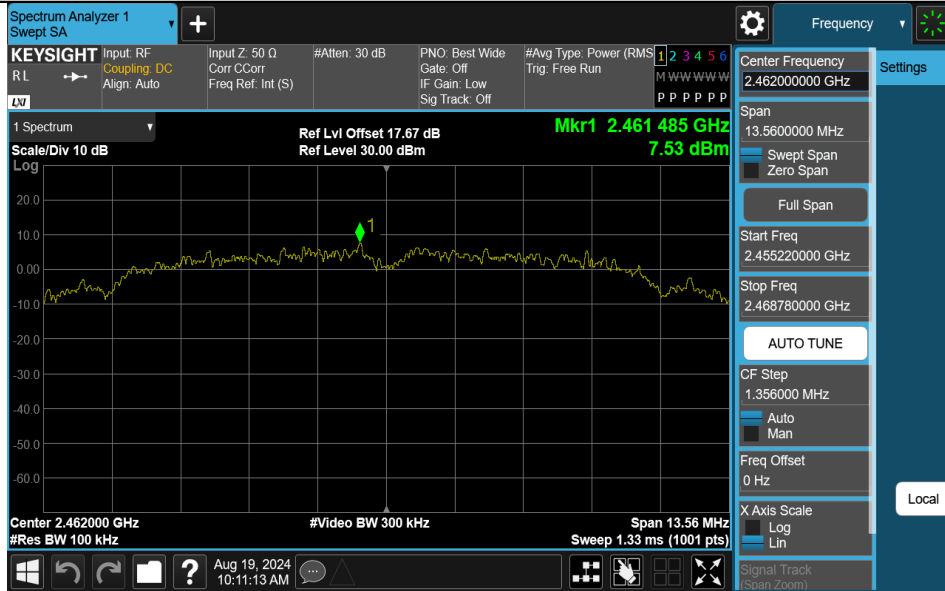 Spectrum Analyzer 1
Swept SA
Frequency
KEYSIGHT
RL
LXI
Input: RF
Coupling: DC
Align: Auto
Input Z: 50 Ω
Corr CCorr
Freq Ref: Int (S)
#Atten: 30 dB
PNO: Best Wide
Gate: Off
IF Gain: Low
Sig Track: Off
#Avg Type: Power (RMS
Trig: Free Run
1 2 3 4 5 6
M W W W W W
P P P P P P
Center Frequency
2.462000000 GHz
Settings
Span
13.5600000 MHz
Swept Span
Zero Span
Full Span
Start Freq
2.455220000 GHz
Stop Freq
2.468780000 GHz
AUTO TUNE
CF Step
1.356000 MHz
Auto
Man
Freq Offset
0 Hz
X Axis Scale
Log
Lin
Signal Track
(Span Zoom)
Local
1 Spectrum
Scale/Div 10 dB
Log
Ref Lvl Offset 17.67 dB
Ref Level 30.00 dBm
Mkr1 2.461 485 GHz
7.53 dBm
1
20.0
10.0
0.00
-10.0
-20.0
-30.0
-40.0
-50.0
-60.0
Center 2.462000 GHz
#Res BW 100 kHz
#Video BW 300 kHz
Span 13.56 MHz
Sweep 1.33 ms (1001 pts)
?
Aug 19, 2024
10:11:13 AM